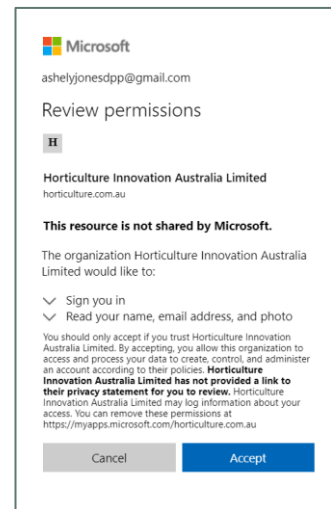 Microsoft
ashelyjonesdpp@gmail.com
Review permissions
H
Horticulture Innovation Australia Limited
horticulture.com.au
This resource is not shared by Microsoft.
The organization Horticulture Innovation Australia
Limited would like to:
Sign you in
Read your name, email address, and photo
You should only accept if you trust Horticulture Innovation
Australia Limited. By accepting, you allow this organization to
access and process your data to create, control, and administer
an account according to their policies. Horticulture
Innovation Australia Limited has not provided a link to
their privacy statement for you to review. Horticulture
Innovation Australia Limited may log information about your
access. You can remove these permissions at
https://myapps.microsoft.com/horticulture.com.au
Cancel Accept